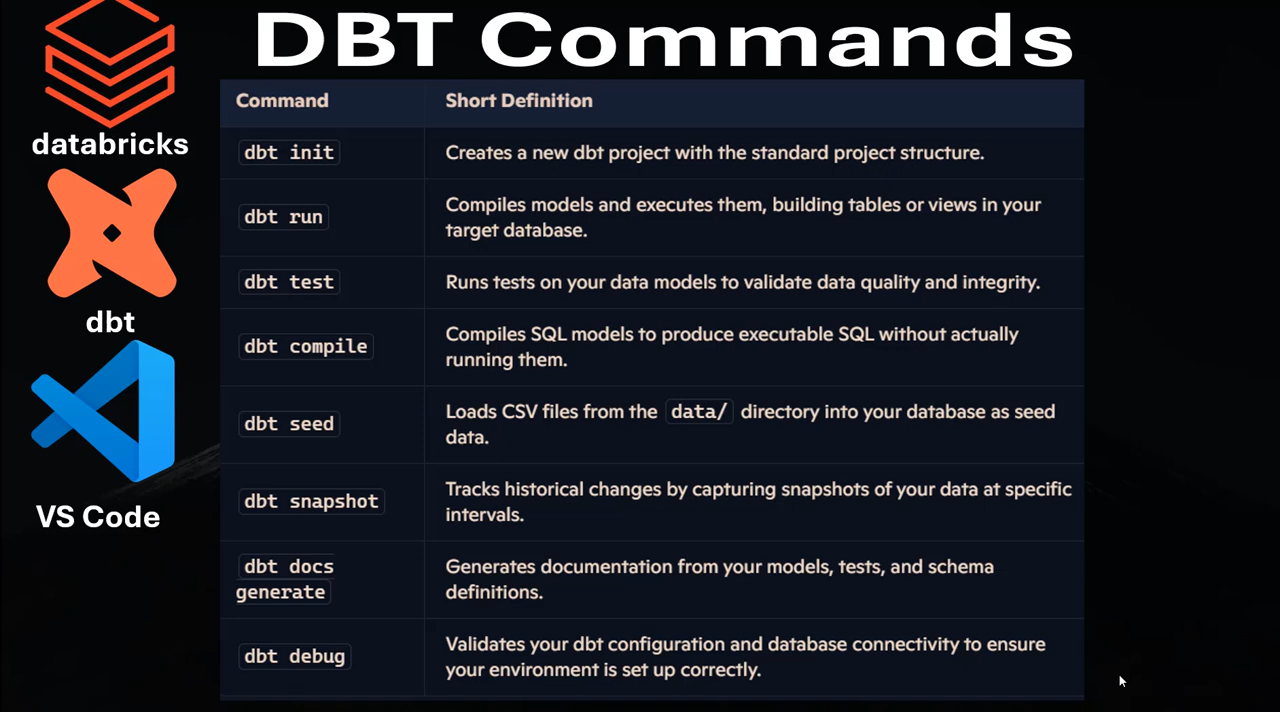 DBT Commands
databricks
dbt
VS Code
Command Short Definition
dbt init Creates a new dbt project with the standard project structure.
dbt run Compiles models and executes them, building tables or views in your
target database.
dbt test Runs tests on your data models to validate data quality and integrity.
dbt compile Compiles SQL models to produce executable SQL without actually
running them.
dbt seed Loads CSV files from the data/ directory into your database as seed
data.
dbt snapshot Tracks historical changes by capturing snapshots of your data at specific
intervals.
dbt docs Generates documentation from your models, tests, and schema
generate definitions.
dbt debug Validates your dbt configuration and database connectivity to ensure
your environment is set up correctly.